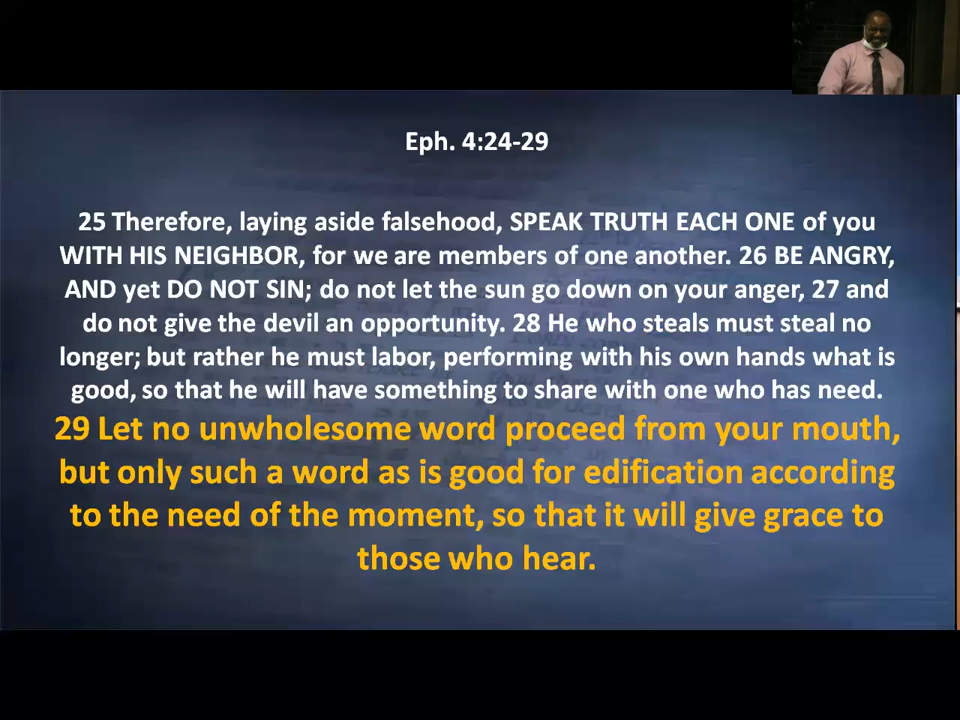 Eph. 4:24-29
25 Therefore, laying aside falsehood, SPEAK TRUTH EACH ONE of you
WITH HIS NEIGHBOR, for we are members of one another. 26 BE ANGRY,
AND yet DO NOT SIN; do not let the sun go down on your anger, 27 and
do not give the devil an opportunity. 28 He who steals must steal no
longer; but rather he must labor, performing with his own hands what is
good, so that he will have something to share with one who has need.
29 Let no unwholesome word proceed from your mouth,
but only such a word as is good for edification according
to the need of the moment, so that it will give grace to
those who hear.